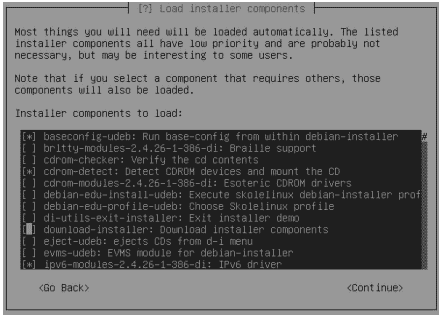 [?] Load installer components
Most things you will need will be loaded automatically. The listed
installer components all have low priority and are probably not
necessary, but may be interesting to some users.
Note that if you select a component that requires others, those
components will also be loaded.
Installer components to load:
[*] baseconfig-udeb: Run base-config from within debian-installer #
[ ] brltty-modules-2.4.26-1-386-di: Braille support
[ ] cdrom-checker: Verify the cd contents
[*] cdrom-detect: Detect CDROM devices and mount the CD
[ ] cdrom-modules-2.4.26-1-386-di: Esoteric CDROM drivers
[ ] debian-edu-install-udeb: Execute skolelinux debian-installer prof
[ ] debian-edu-profile-udeb: Choose Skolelinux profile
[ ] di-utils-exit-installer: Exit installer demo
[ ] download-installer: Download installer components
[ ] eject-udeb: ejects CDs from d-i menu
[ ] evms-udeb: EVMS module for debian-installer
[*] ipv6-modules-2.4.26-1-386-di: IPv6 driver
<Go Back> <Continue>